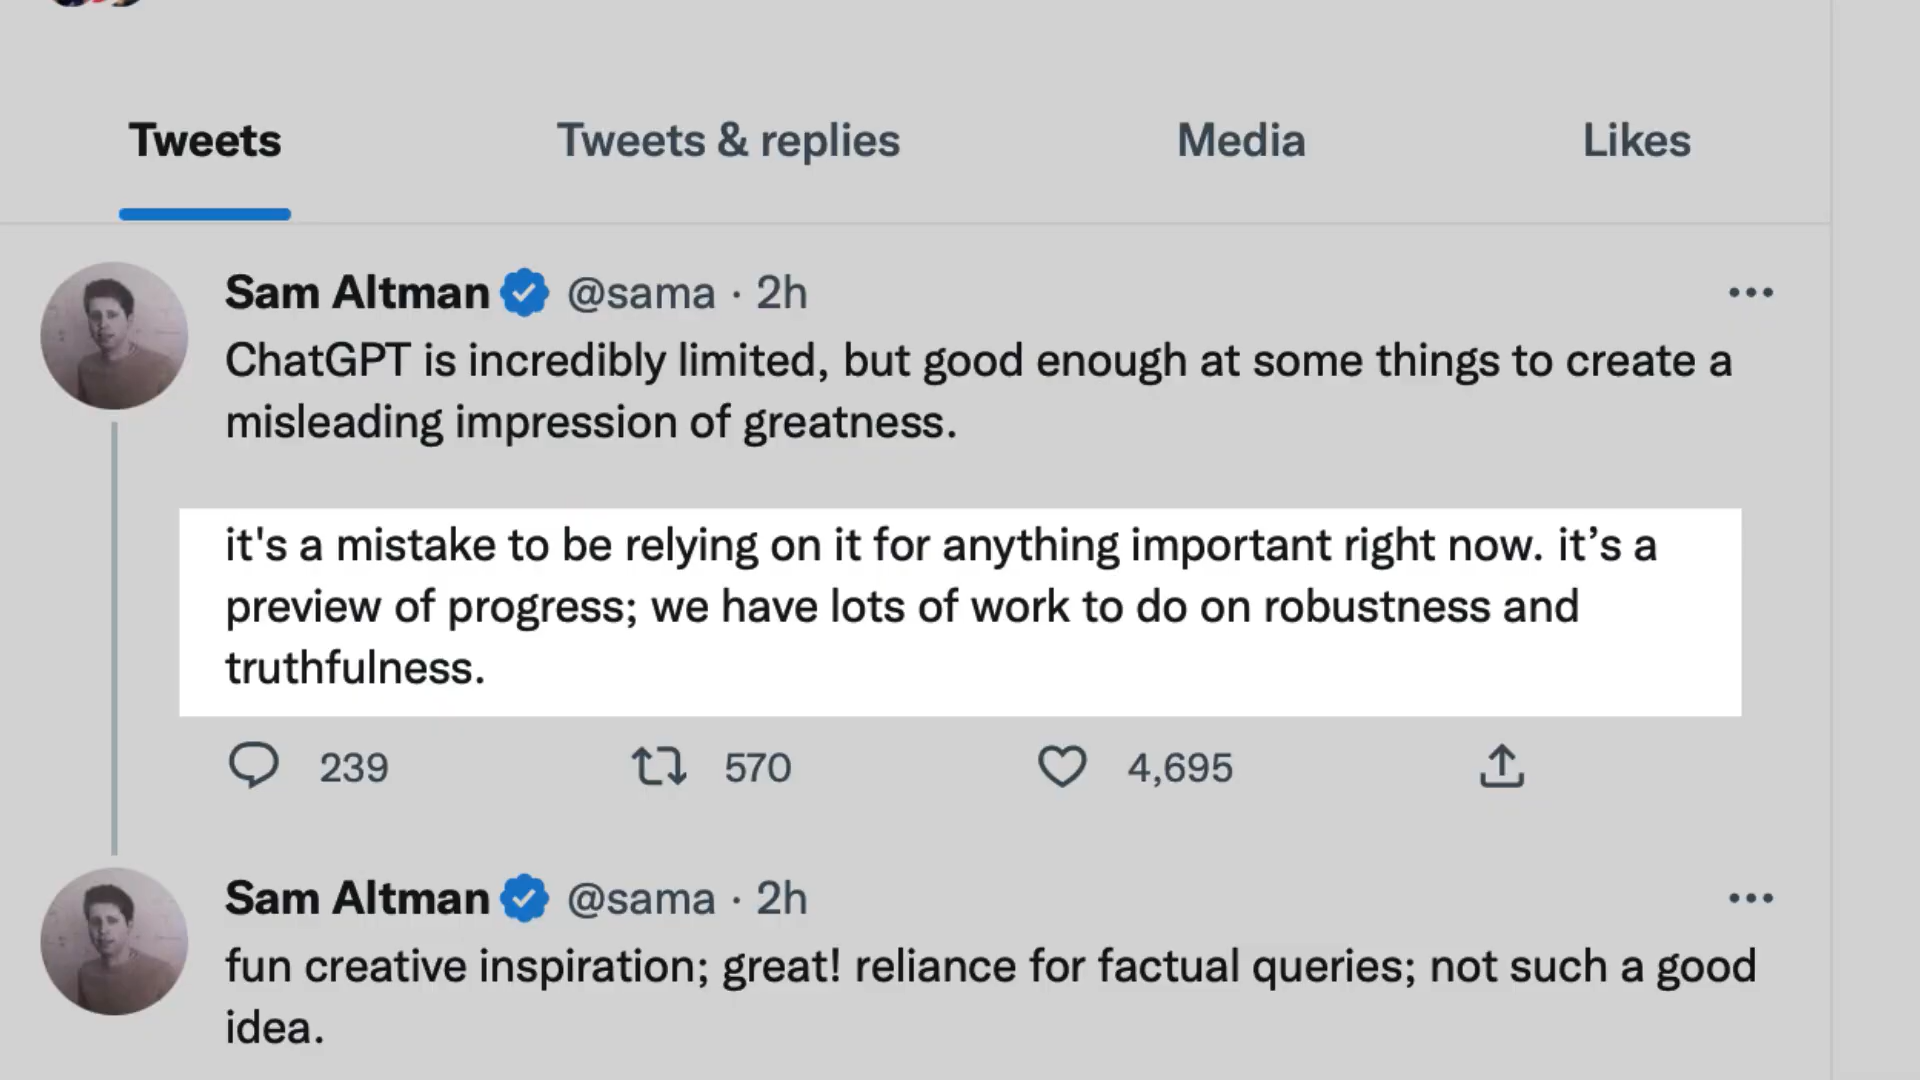 Tweets Tweets & replies Media Likes
Sam Altman @sama · 2h
ChatGPT is incredibly limited, but good enough at some things to create a
misleading impression of greatness.
it's a mistake to be relying on it for anything important right now. it’s a
preview of progress; we have lots of work to do on robustness and
truthfulness.
239 570 4,695
Sam Altman @sama · 2h
fun creative inspiration; great! reliance for factual queries; not such a good
idea.